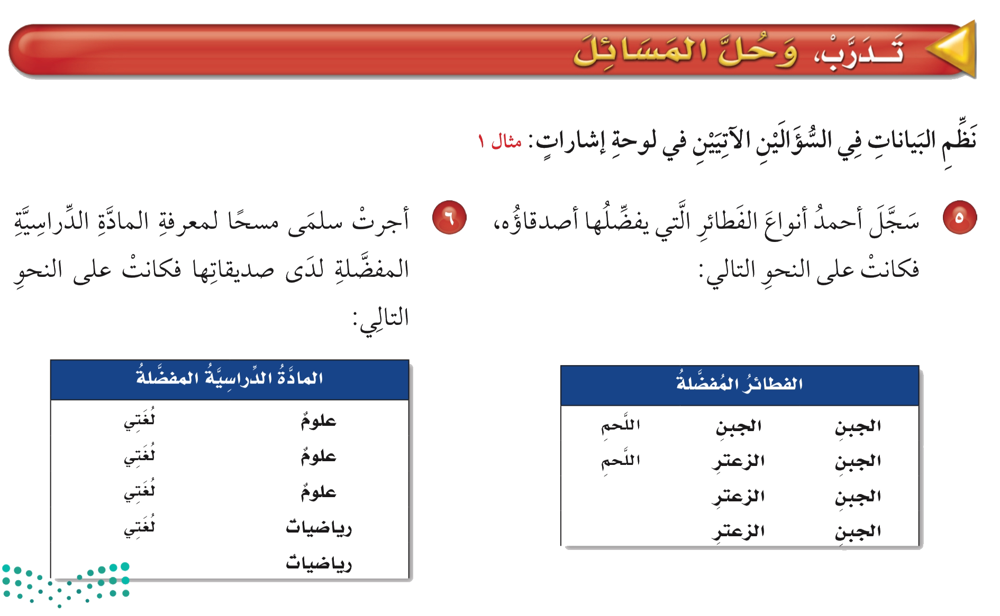 تَـدَرَّبْ، وَحُلَّ المَسَائِلَ
نَظِّمِ البَياناتِ فِي السُّؤَالَيْنِ الآتِيَيْنِ في لوحةِ إشاراتٍ: مثال ١
٥ سَجَّلَ أحمدُ أنواعَ الفَطائرِ الَّتي يفضِّلُها أصدقاؤُه،
فكانتْ على النحوِ التالي:
الفطائرُ المُفضَّلةُ
الجبنِ الجبنِ اللَّحمِ
الجبنِ الزعترِ اللَّحمِ
الجبنِ الزعترِ
الجبنِ الزعترِ
٦ أجرتْ سلمَى مسحًا لمعرفةِ المادَّةِ الدِّراسِيَّةِ
المفضَّلةِ لدَى صديقاتِها فكانتْ على النحوِ
التالِي:
المادَّةُ الدِّراسِيَّةُ المفضَّلةُ
علومٌ لُغَتِي
علومٌ لُغَتِي
علومٌ لُغَتِي
رياضياتٌ لُغَتِي
رياضياتٌ